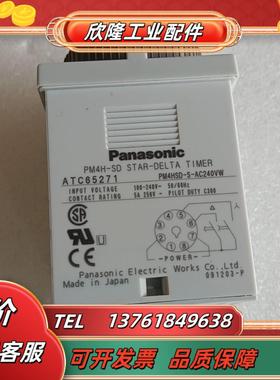 欣隆工业配件
Panasonic
PM4H-SD STAR-DELTA TIMER
ATC65271
PM4HSD-S-AC240VW
INPUT VOLTAGE 100-240V~ 50/60Hz
CONTACT RATING 5A 250V~ PILOT DUTY C300
POWER
Panasonic Electric Works Co., Ltd.
Made in Japan
091203-P
价
客服
TEL 13761849638
可开发票 品质保障